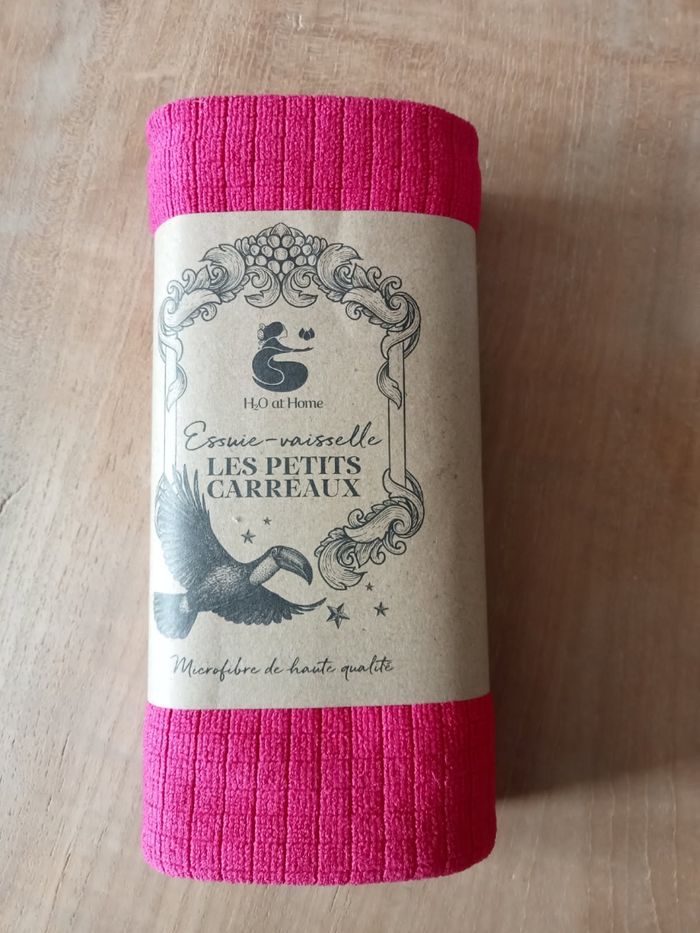 H₂O at Home
Essuie-vaisselle
LES PETITS
CARREAUX
Microfibre de haute qualité